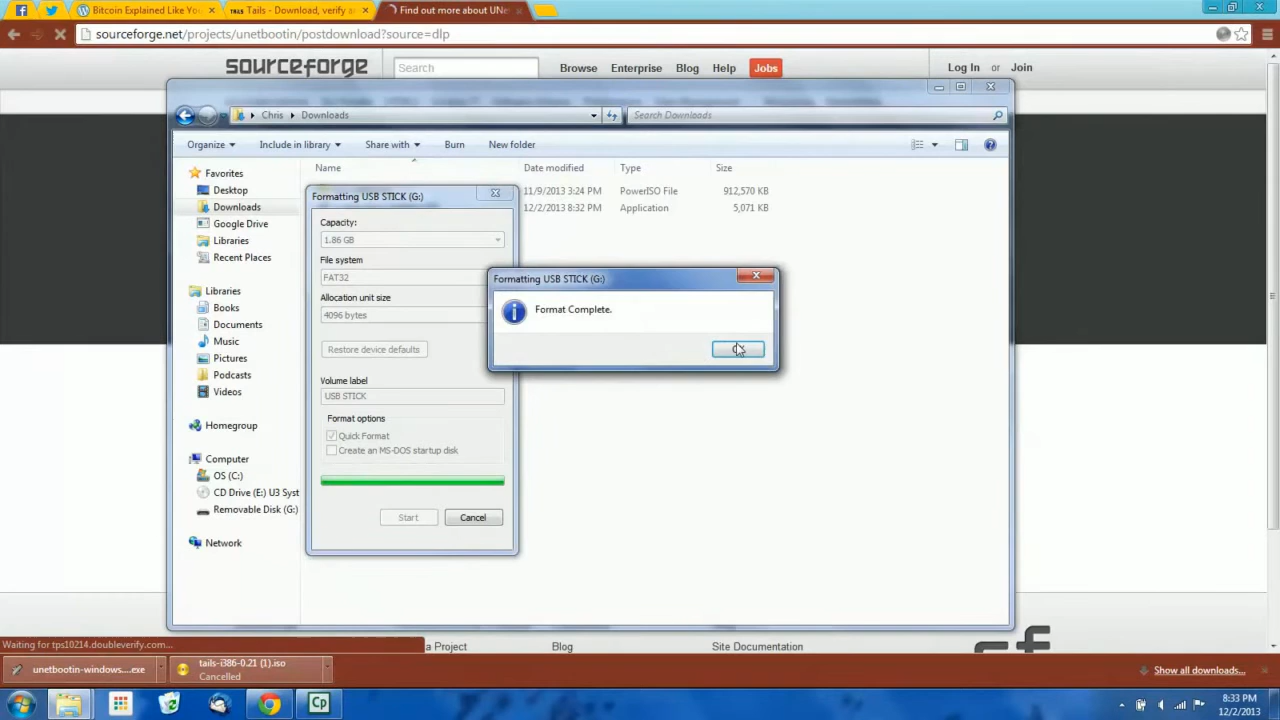 Bitcoin Explained Like You
Tails - Download, verify a
Find out more about UNe
sourceforge.net/projects/unetbootin/postdownload?source=dlp
sourceforge
Search
Browse
Enterprise
Blog
Help
Jobs
Log In
or
Join
Chris
Downloads
Search Downloads
Organize
Include in library
Share with
Burn
New folder
Name
Date modified
Type
Size
11/9/2013 3:24 PM
PowerISO File
912,570 KB
12/2/2013 8:32 PM
Application
5,071 KB
Favorites
Desktop
Downloads
Google Drive
Libraries
Recent Places
Libraries
Books
Documents
Music
Pictures
Podcasts
Videos
Homegroup
Computer
OS (C:)
CD Drive (E:) U3 Syst
Removable Disk (G:)
Network
Formatting USB STICK (G:)
Capacity:
1.86 GB
File system
FAT32
Allocation unit size
4096 bytes
Restore device defaults
Volume label
USB STICK
Format options
Quick Format
Create an MS-DOS startup disk
Start
Cancel
Formatting USB STICK (G:)
Format Complete.
Waiting for tps10214.doubleverify.com...
a Project
Blog
Site Documentation
unetbootin-windows....exe
tails-i386-0.21 (1).iso
Cancelled
Show all downloads...
Cp
8:33 PM
12/2/2013